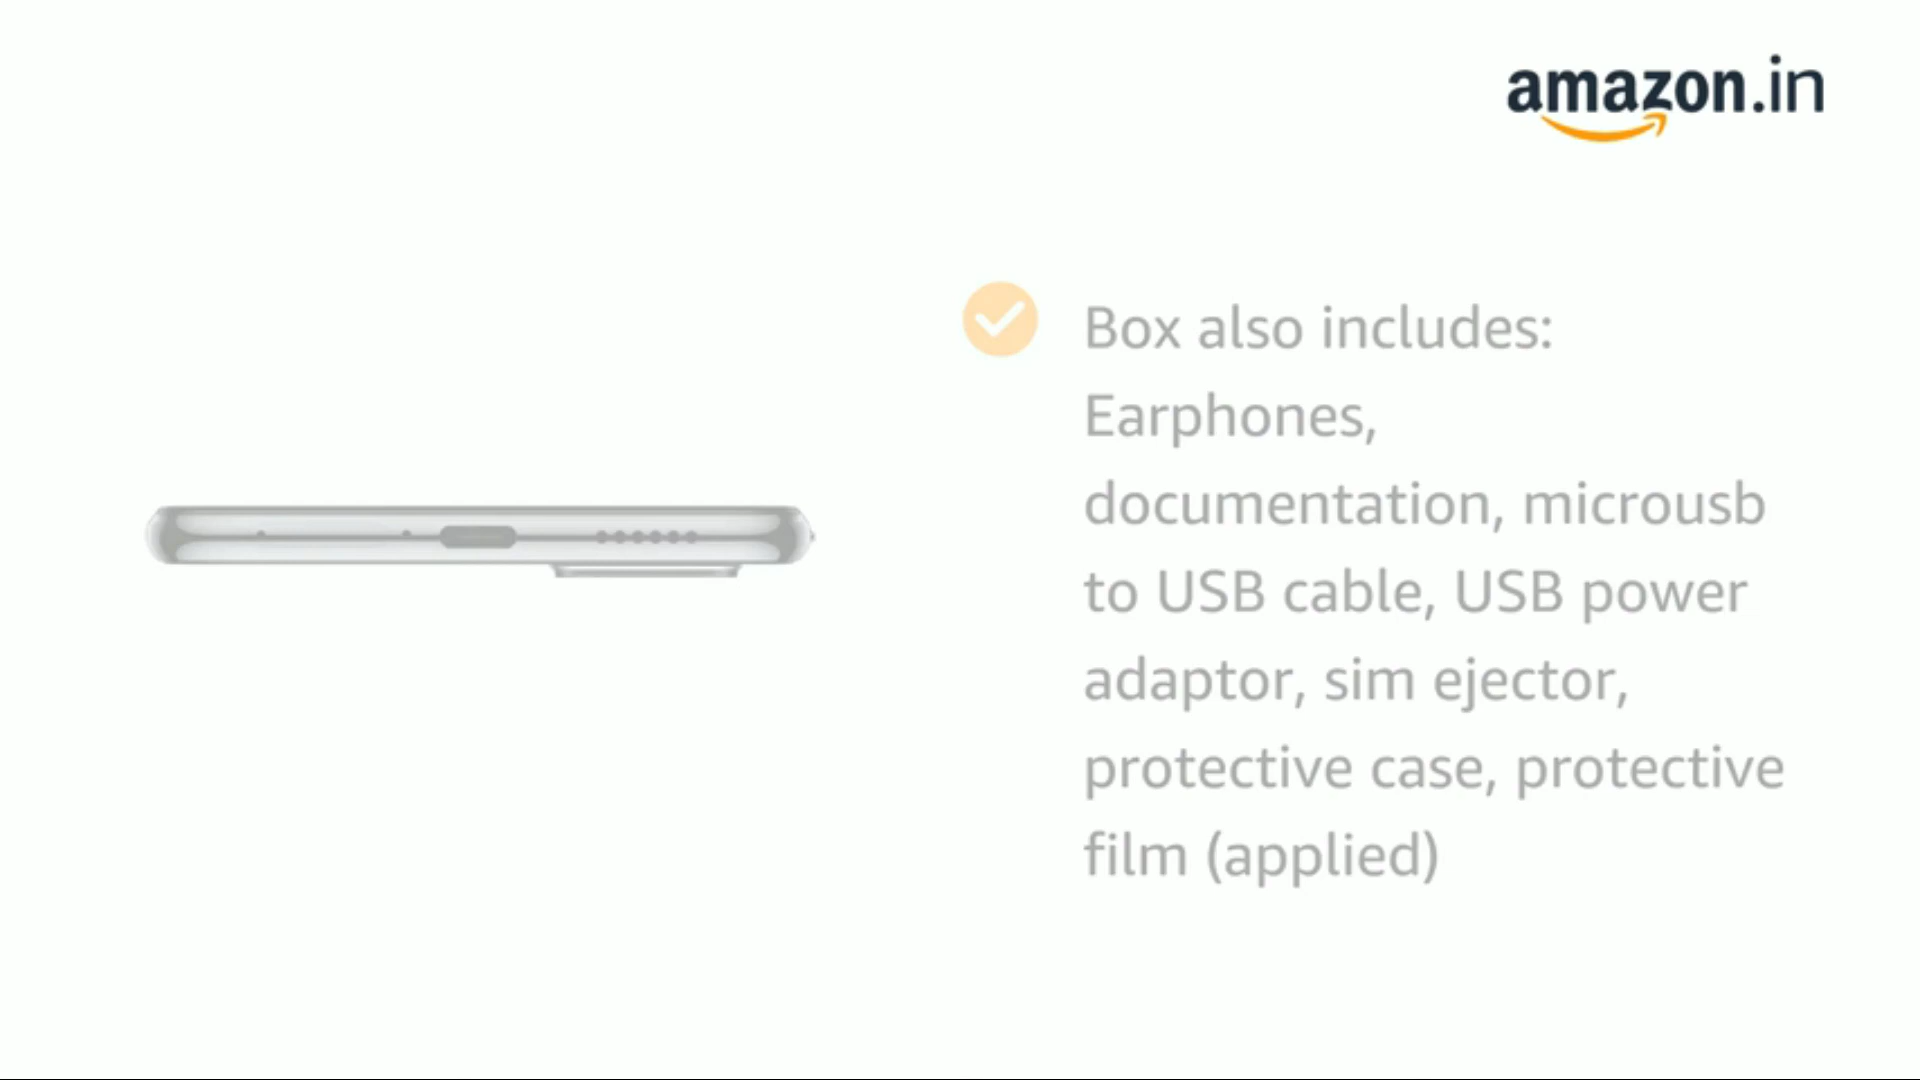 amazon.in
Box also includes:
Earphones,
documentation, microusb
to USB cable, USB power
adaptor, sim ejector,
protective case, protective
film (applied)